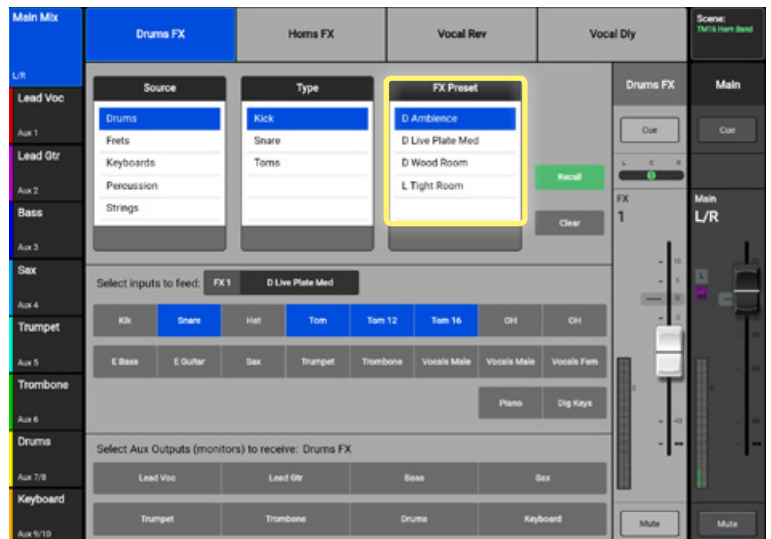 Main Mix
L/R
Lead Voc
Aux 1
Lead Gtr
Aux 2
Bass
Aux 3
Sax
Aux 4
Trumpet
Aux 5
Trombone
Aux 6
Drums
Aux 7/8
Keyboard
Aux 9/10
Drums FX
Horns FX
Vocal Rev
Vocal Dly
Scene:
TM16 Horn Band
Source
Drums
Frets
Keyboards
Percussion
Strings
Type
Kick
Snare
Toms
FX Preset
D Ambience
D Live Plate Med
D Wood Room
L Tight Room
Recall
Clear
Select inputs to feed: FX 1 D Live Plate Med
Kik Snare Hat Tom Tom 12 Tom 16 OH OH
E Bass E Guitar Sax Trumpet Trombone Vocals Male Vocals Male Vocals Fem
Piano Dig Keys
Select Aux Outputs (monitors) to receive: Drums FX
Lead Voc Lead Gtr Bass Sax
Trumpet Trombone Drums Keyboard
Drums FX
Cue
L C R
FX
1
10
5
0
-5
-40
Mute
Main
Cue
Main
L/R
Mute